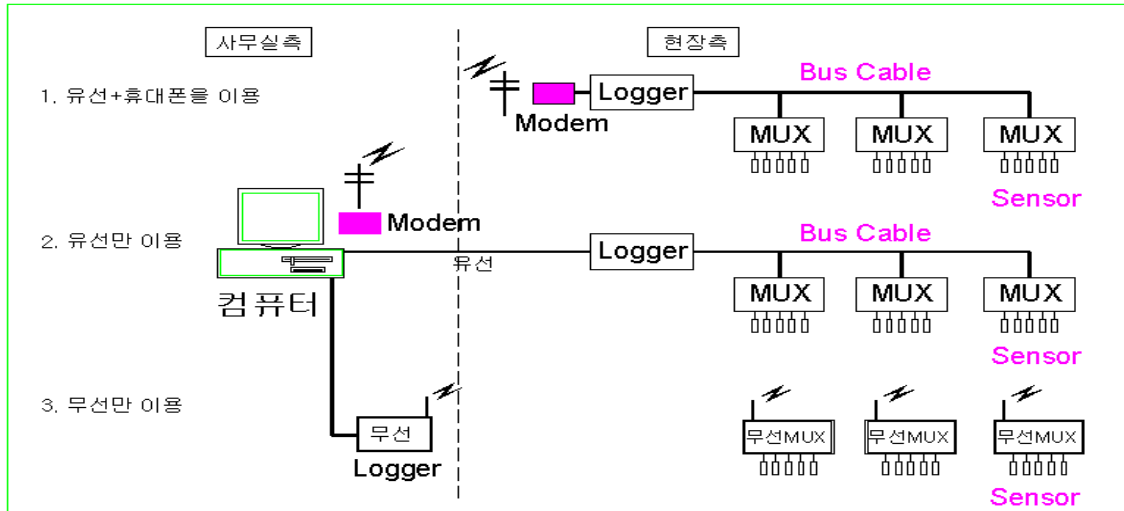 사무실측
현장측
1. 유선+휴대폰을 이용
Modem
Logger
Bus Cable
MUX
MUX
MUX
Sensor
Modem
2. 유선만 이용
컴퓨터
유선
Logger
Bus Cable
MUX
MUX
MUX
Sensor
3. 무선만 이용
무선
Logger
무선MUX
무선MUX
무선MUX
Sensor